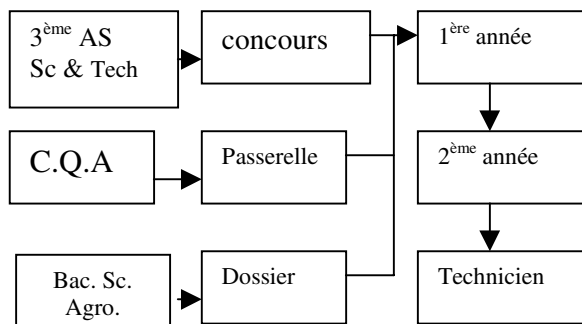 3ème AS
Sc & Tech
concours
1ère année
C.Q.A
Passerelle
2ème année
Bac. Sc.
Agro.
Dossier
Technicien